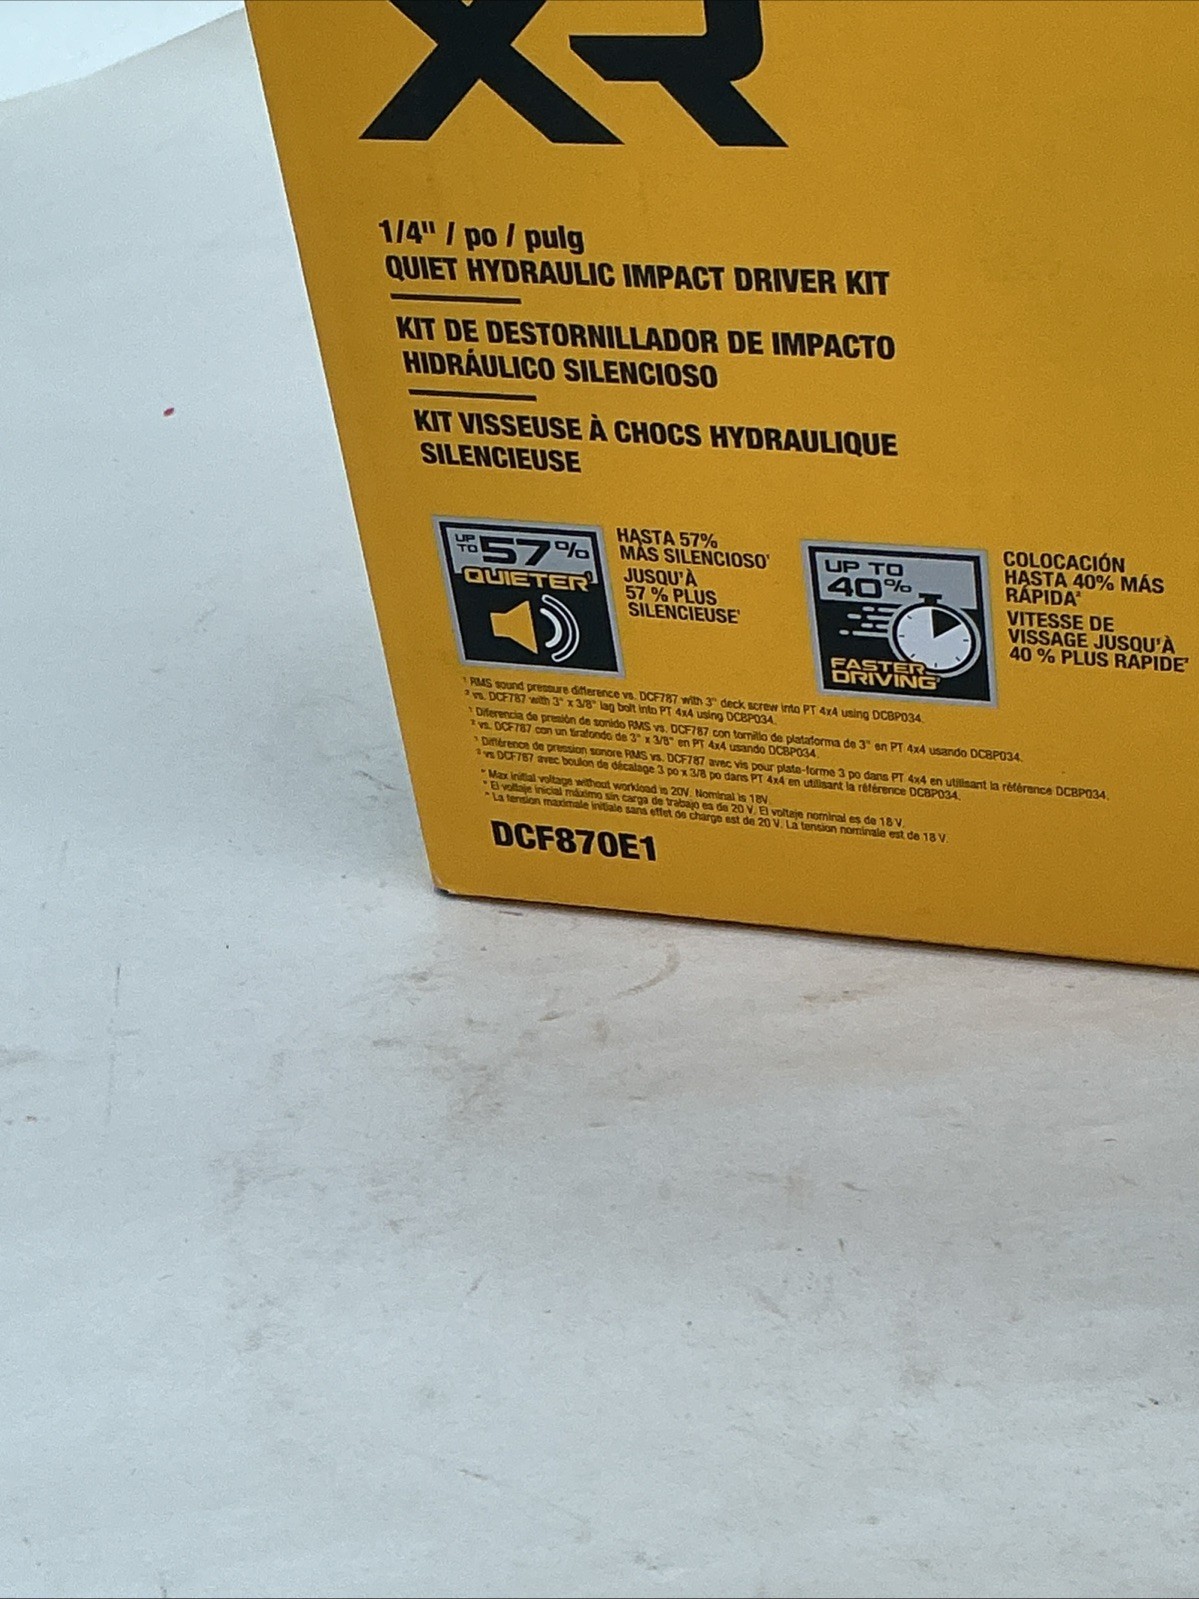 XR
1/4" / po / pulg
QUIET HYDRAULIC IMPACT DRIVER KIT
KIT DE DESTORNILLADOR DE IMPACTO
HIDRÁULICO SILENCIOSO
KIT VISSEUSE À CHOCS HYDRAULIQUE
SILENCIEUSE
UP TO 57%
QUIETER¹
HASTA 57%
MÁS SILENCIOSO¹
JUSQU'À
57 % PLUS
SILENCIEUSE¹
UP TO
40%
FASTER
DRIVING²
COLOCACIÓN
HASTA 40% MÁS
RÁPIDA²
VITESSE DE
VISSAGE JUSQU'À
40 % PLUS RAPIDE²
¹ RMS sound pressure difference vs. DCF787 with 3" deck screw into PT 4x4 using DCBP034.
² vs. DCF787 with 3" x 3/8" lag bolt into PT 4x4 using DCBP034.
¹ Diferencia de presión de sonido RMS vs. DCF787 con tornillo de plataforma de 3" en PT 4x4 usando DCBP034.
² vs. DCF787 con un tirafondo de 3" x 3/8" en PT 4x4 usando DCBP034.
¹ Différence de pression sonore RMS vs. DCF787 avec vis pour plate-forme 3 po dans PT 4x4 en utilisant la référence DCBP034.
² vs DCF787 avec boulon de décalage 3 po x 3/8 po dans PT 4x4 en utilisant la référence DCBP034.
* Max initial voltage without workload is 20V. Nominal is 18V.
* El voltaje inicial máximo sin carga de trabajo es de 20 V. El voltaje nominal es de 18 V.
* La tension maximale initiale sans effet de charge est de 20 V. La tension nominale est de 18 V.
DCF870E1